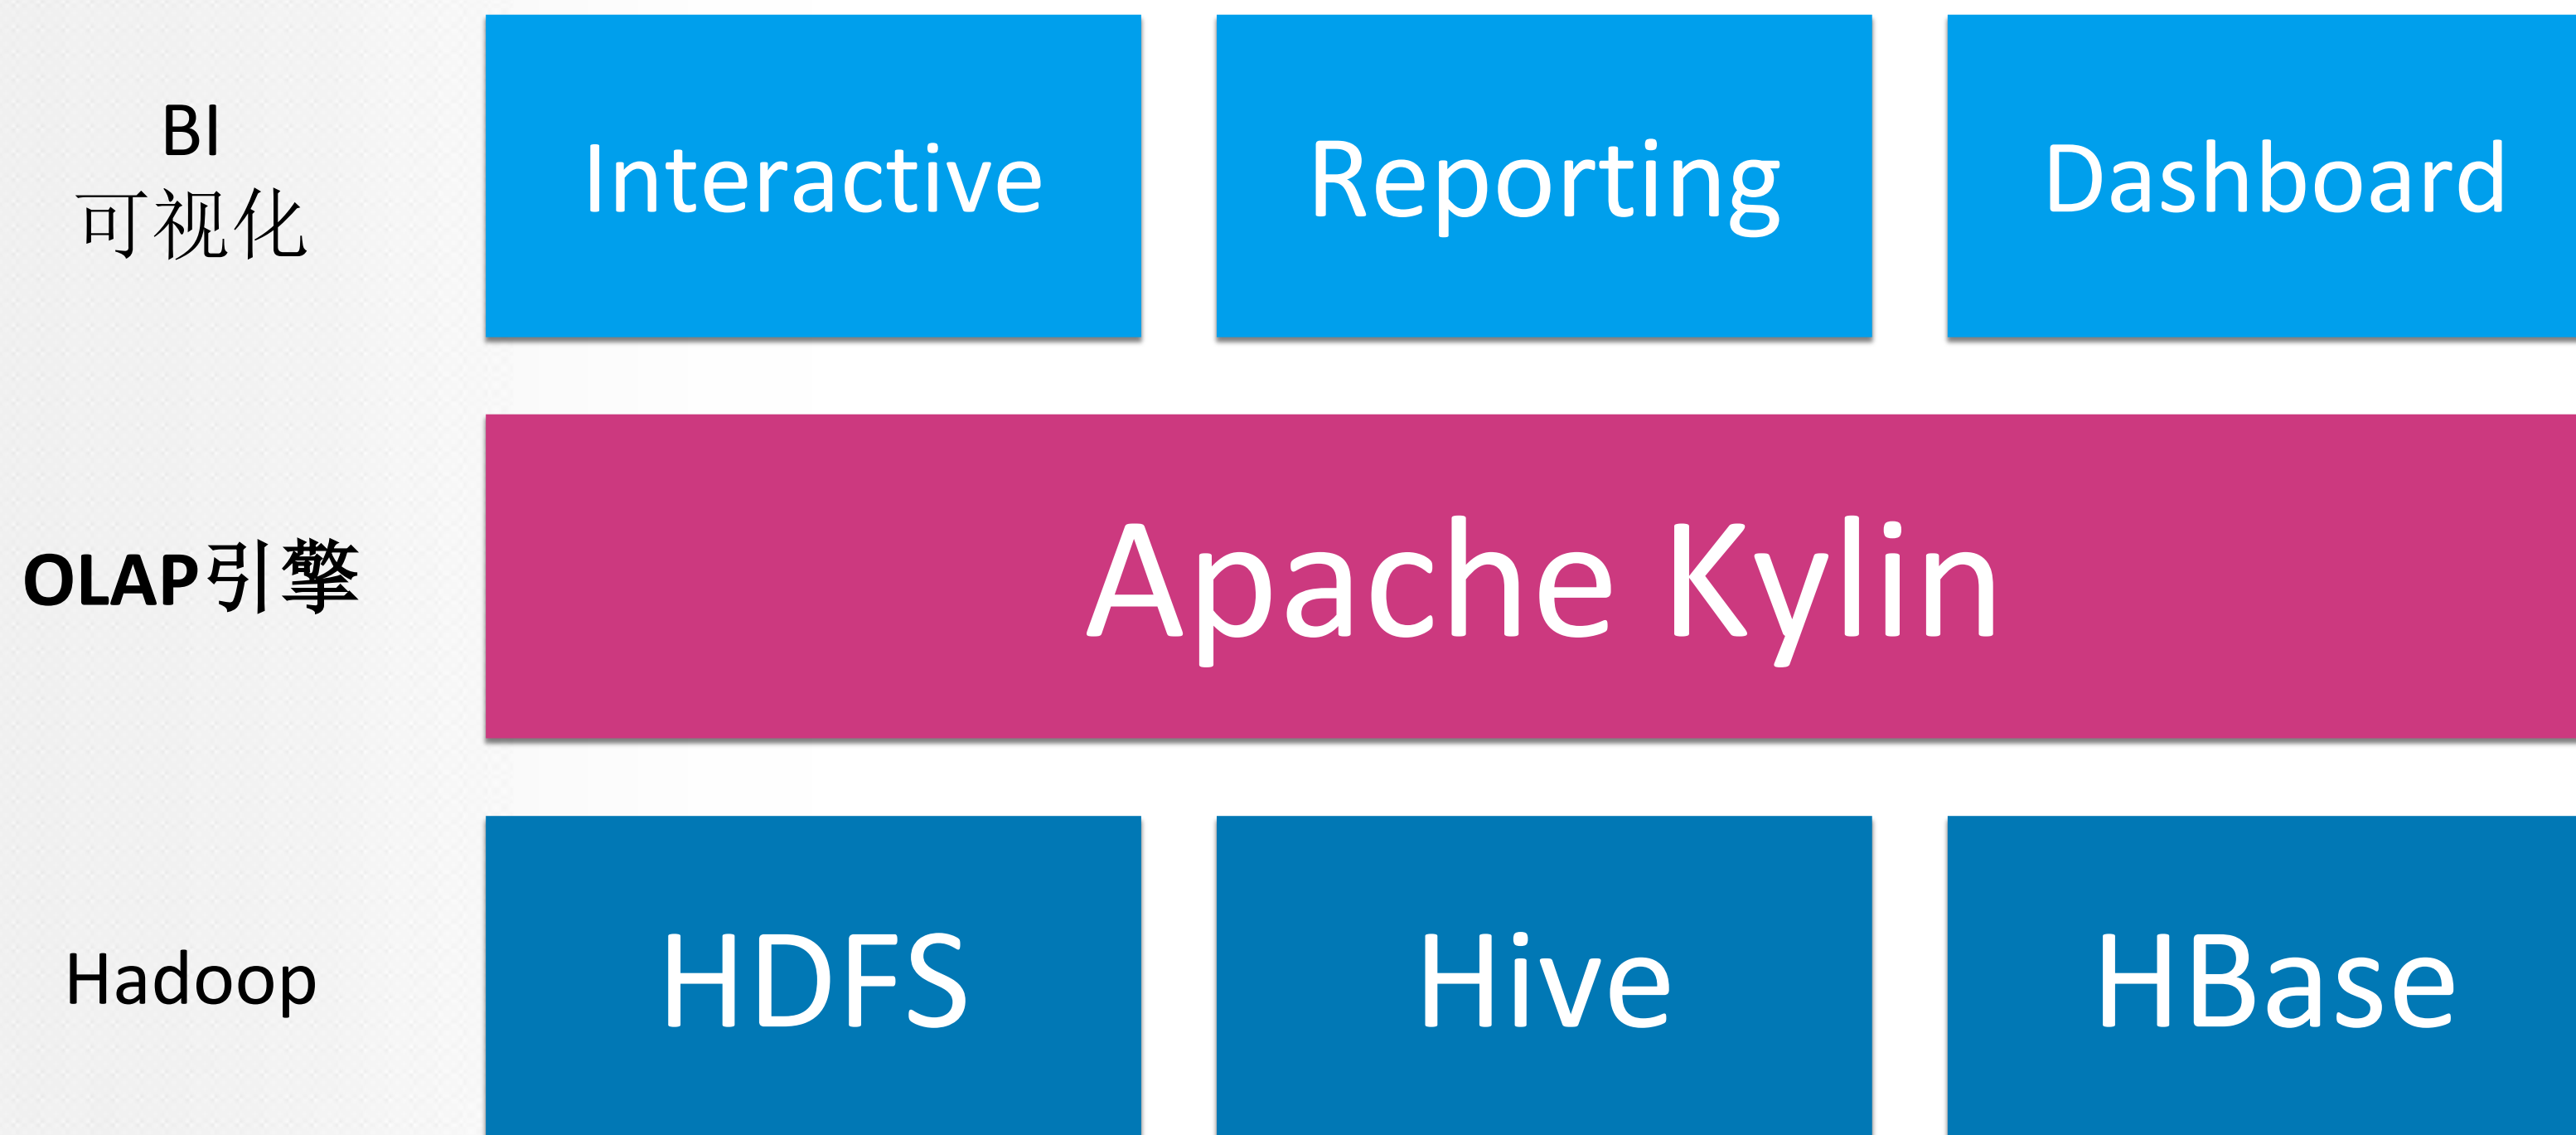 BI
可视化
Interactive
Reporting
Dashboard
OLAP引擎
Apache Kylin
Hadoop
HDFS
Hive
HBase